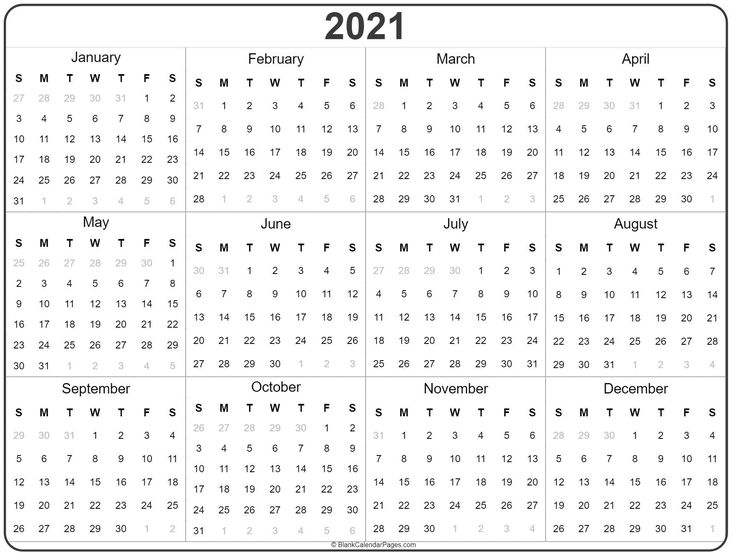 2021
January
S M T W T F S
27 28 29 30 31 1 2
3 4 5 6 7 8 9
10 11 12 13 14 15 16
17 18 19 20 21 22 23
24 25 26 27 28 29 30
31 1 2 3 4 5 6
February
S M T W T F S
31 1 2 3 4 5 6
7 8 9 10 11 12 13
14 15 16 17 18 19 20
21 22 23 24 25 26 27
28 1 2 3 4 5 6
March
S M T W T F S
28 1 2 3 4 5 6
7 8 9 10 11 12 13
14 15 16 17 18 19 20
21 22 23 24 25 26 27
28 29 30 31 1 2 3
April
S M T W T F S
28 29 30 31 1 2 3
4 5 6 7 8 9 10
11 12 13 14 15 16 17
18 19 20 21 22 23 24
25 26 27 28 29 30 1
May
S M T W T F S
25 26 27 28 29 30 1
2 3 4 5 6 7 8
9 10 11 12 13 14 15
16 17 18 19 20 21 22
23 24 25 26 27 28 29
30 31 1 2 3 4 5
June
S M T W T F S
30 31 1 2 3 4 5
6 7 8 9 10 11 12
13 14 15 16 17 18 19
20 21 22 23 24 25 26
27 28 29 30 1 2 3
July
S M T W T F S
27 28 29 30 1 2 3
4 5 6 7 8 9 10
11 12 13 14 15 16 17
18 19 20 21 22 23 24
25 26 27 28 29 30 31
August
S M T W T F S
1 2 3 4 5 6 7
8 9 10 11 12 13 14
15 16 17 18 19 20 21
22 23 24 25 26 27 28
29 30 31 1 2 3 4
September
S M T W T F S
29 30 31 1 2 3 4
5 6 7 8 9 10 11
12 13 14 15 16 17 18
19 20 21 22 23 24 25
26 27 28 29 30 1 2
October
S M T W T F S
26 27 28 29 30 1 2
3 4 5 6 7 8 9
10 11 12 13 14 15 16
17 18 19 20 21 22 23
24 25 26 27 28 29 30
31 1 2 3 4 5 6
November
S M T W T F S
31 1 2 3 4 5 6
7 8 9 10 11 12 13
14 15 16 17 18 19 20
21 22 23 24 25 26 27
28 29 30 1 2 3 4
December
S M T W T F S
28 29 30 1 2 3 4
5 6 7 8 9 10 11
12 13 14 15 16 17 18
19 20 21 22 23 24 25
26 27 28 29 30 31 1
© BlankCalendarPages.com